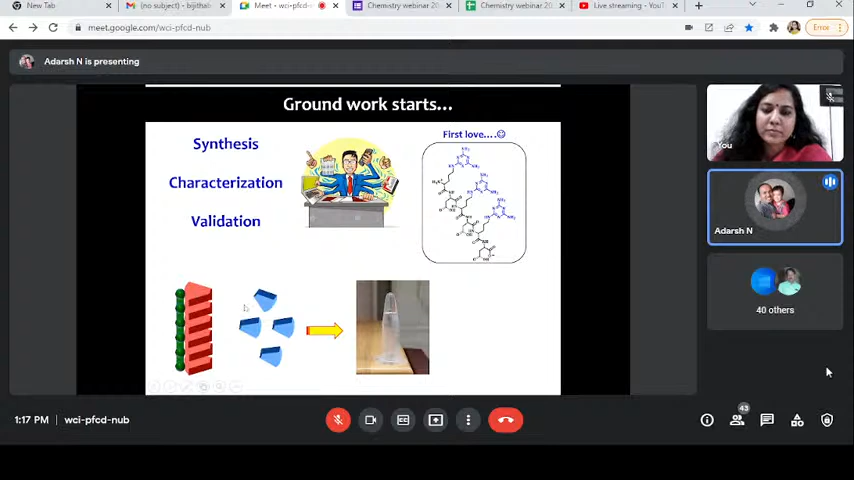 New Tab
(no subject) - bijithab
Meet - wci-pfcd-nub
Chemistry webinar 20
Chemistry webinar 20
Live streaming - YouT
meet.google.com/wci-pfcd-nub
Error
Adarsh N is presenting
Ground work starts...
Synthesis
Characterization
Validation
First love....☺
You
Adarsh N
40 others
1:17 PM | wci-pfcd-nub
43